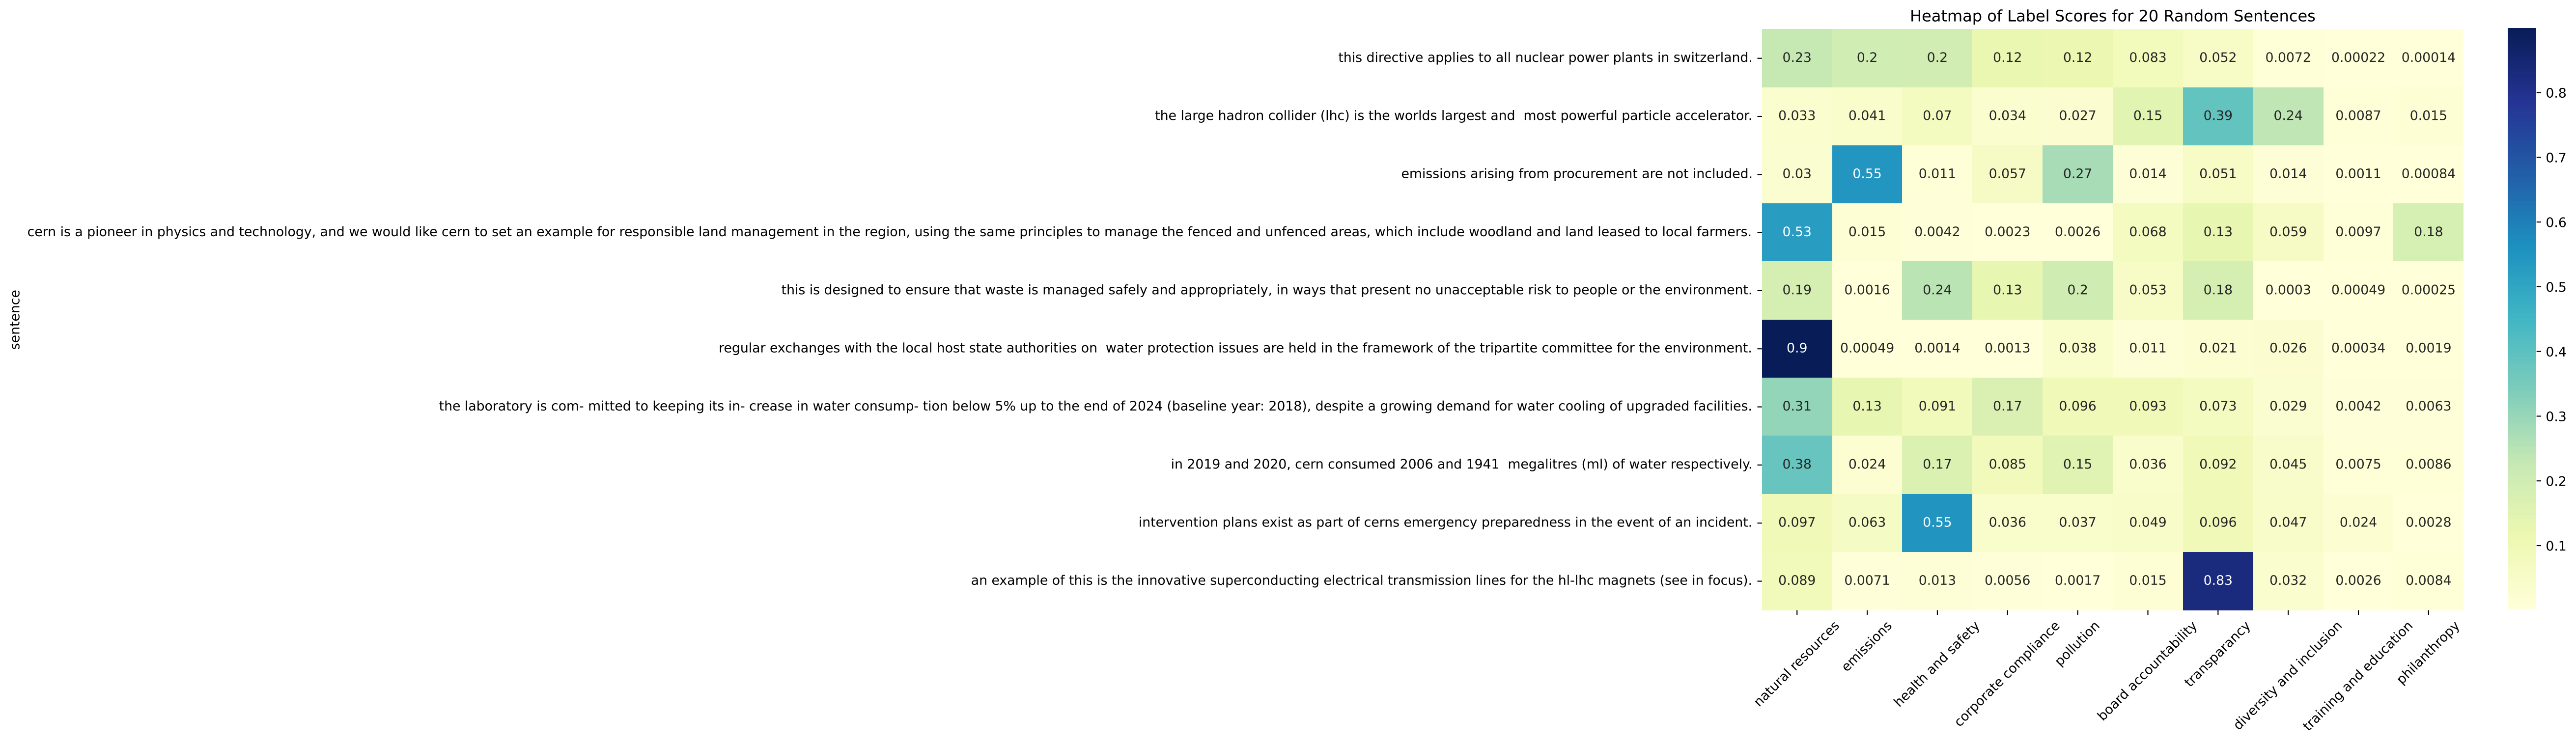 Heatmap of Label Scores for 20 Random Sentences
sentence
this directive applies to all nuclear power plants in switzerland. 0.23 0.2 0.2 0.12 0.12 0.083 0.052 0.0072 0.00022 0.00014
the large hadron collider (lhc) is the worlds largest and  most powerful particle accelerator. 0.033 0.041 0.07 0.034 0.027 0.15 0.39 0.24 0.0087 0.015
emissions arising from procurement are not included. 0.03 0.55 0.011 0.057 0.27 0.014 0.051 0.014 0.0011 0.00084
cern is a pioneer in physics and technology, and we would like cern to set an example for responsible land management in the region, using the same principles to manage the fenced and unfenced areas, which include woodland and land leased to local farmers. 0.53 0.015 0.0042 0.0023 0.0026 0.068 0.13 0.059 0.0097 0.18
this is designed to ensure that waste is managed safely and appropriately, in ways that present no unacceptable risk to people or the environment. 0.19 0.0016 0.24 0.13 0.2 0.053 0.18 0.0003 0.00049 0.00025
regular exchanges with the local host state authorities on  water protection issues are held in the framework of the tripartite committee for the environment. 0.9 0.00049 0.0014 0.0013 0.038 0.011 0.021 0.026 0.00034 0.0019
the laboratory is com- mitted to keeping its in- crease in water consump- tion below 5% up to the end of 2024 (baseline year: 2018), despite a growing demand for water cooling of upgraded facilities. 0.31 0.13 0.091 0.17 0.096 0.093 0.073 0.029 0.0042 0.0063
in 2019 and 2020, cern consumed 2006 and 1941  megalitres (ml) of water respectively. 0.38 0.024 0.17 0.085 0.15 0.036 0.092 0.045 0.0075 0.0086
intervention plans exist as part of cerns emergency preparedness in the event of an incident. 0.097 0.063 0.55 0.036 0.037 0.049 0.096 0.047 0.024 0.0028
an example of this is the innovative superconducting electrical transmission lines for the hl-lhc magnets (see in focus). 0.089 0.0071 0.013 0.0056 0.0017 0.015 0.83 0.032 0.0026 0.0084
natural resources
emissions
health and safety
corporate compliance
pollution
board accountability
transparancy
diversity and inclusion
training and education
philanthropy
0.8
0.7
0.6
0.5
0.4
0.3
0.2
0.1